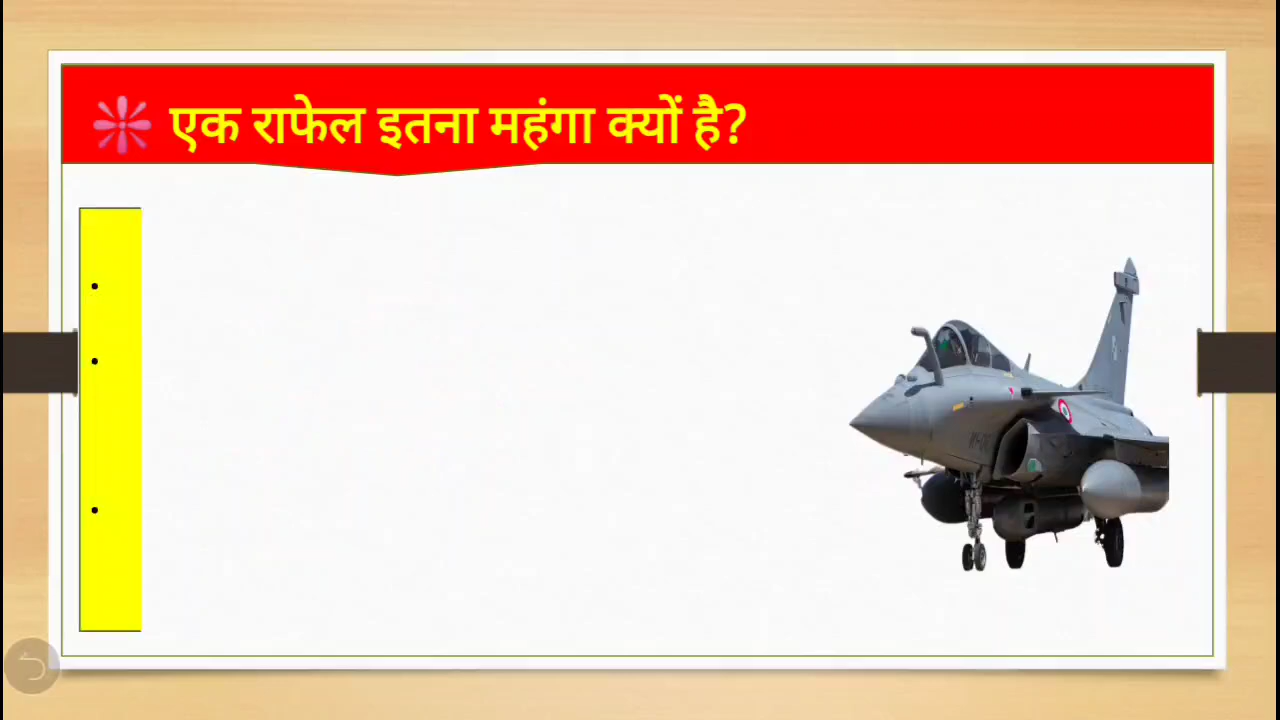 एक राफेल इतना महंगा क्यों है?